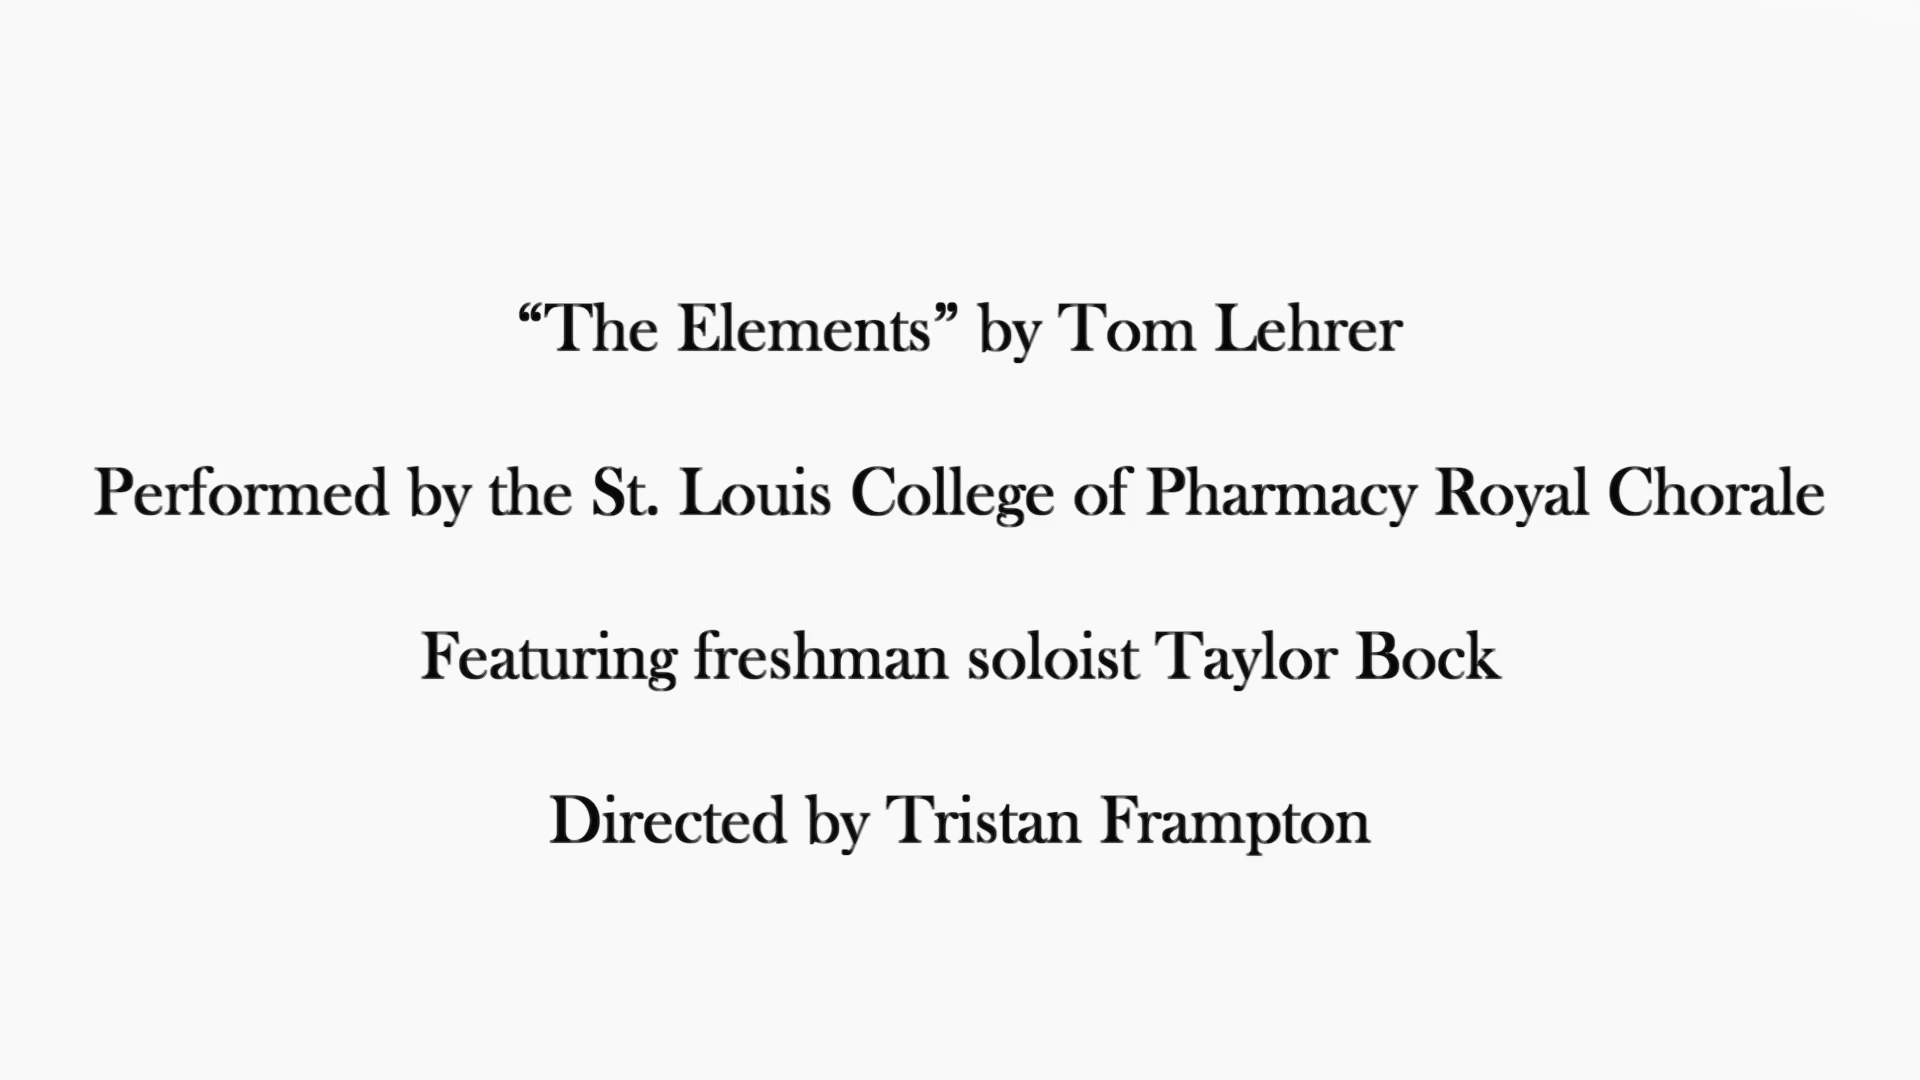 “The Elements” by Tom Lehrer
Performed by the St. Louis College of Pharmacy Royal Chorale
Featuring freshman soloist Taylor Bock
Directed by Tristan Frampton